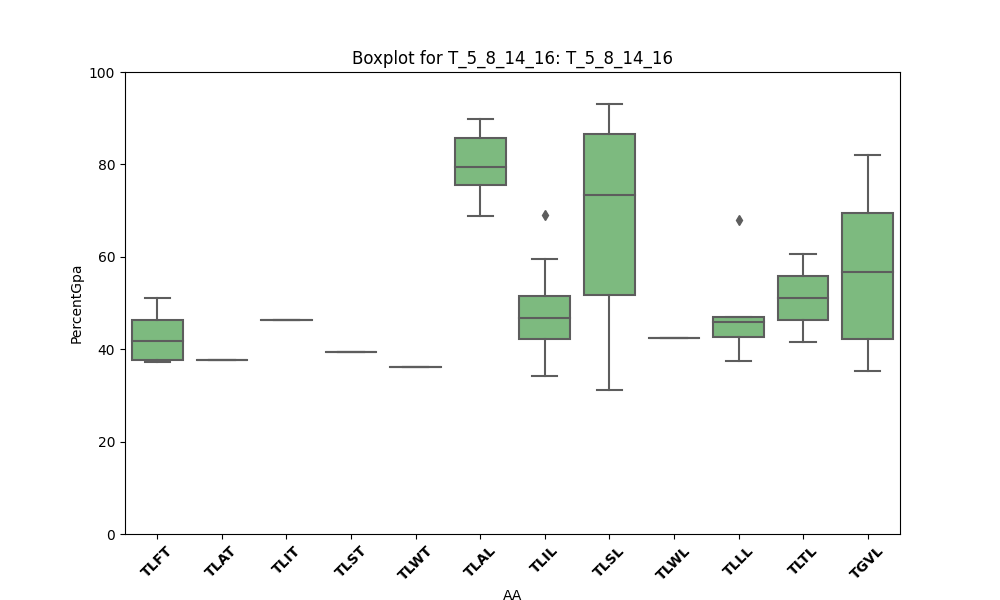 Boxplot for T_5_8_14_16: T_5_8_14_16
100
80
60
40
20
0
PercentGpa
TLFT TLAT TLIT TLST TLWT TLAL TLIL TLSL TLWL TLLL TLTL TGVL
AA